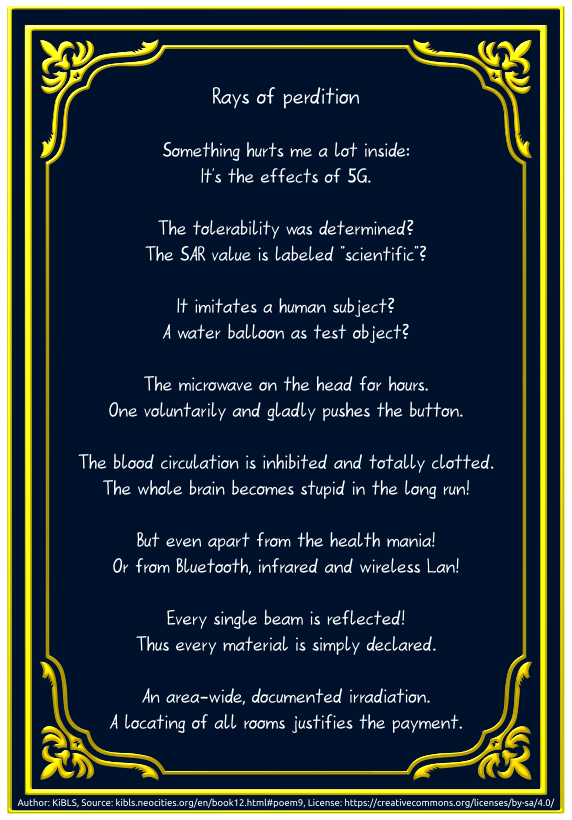 Rays of perdition
Something hurts me a lot inside:
It's the effects of 5G.
The tolerability was determined?
The SAR value is labeled "scientific"?
It imitates a human subject?
A water balloon as test object?
The microwave on the head for hours.
One voluntarily and gladly pushes the button.
The blood circulation is inhibited and totally clotted.
The whole brain becomes stupid in the long run!
But even apart from the health mania!
Or from Bluetooth, infrared and wireless Lan!
Every single beam is reflected!
Thus every material is simply declared.
An area-wide, documented irradiation.
A locating of all rooms justifies the payment.
Author: KiBLS, Source: kibls.neocities.org/en/book12.html#poem9, License: https://creativecommons.org/licenses/by-sa/4.0/